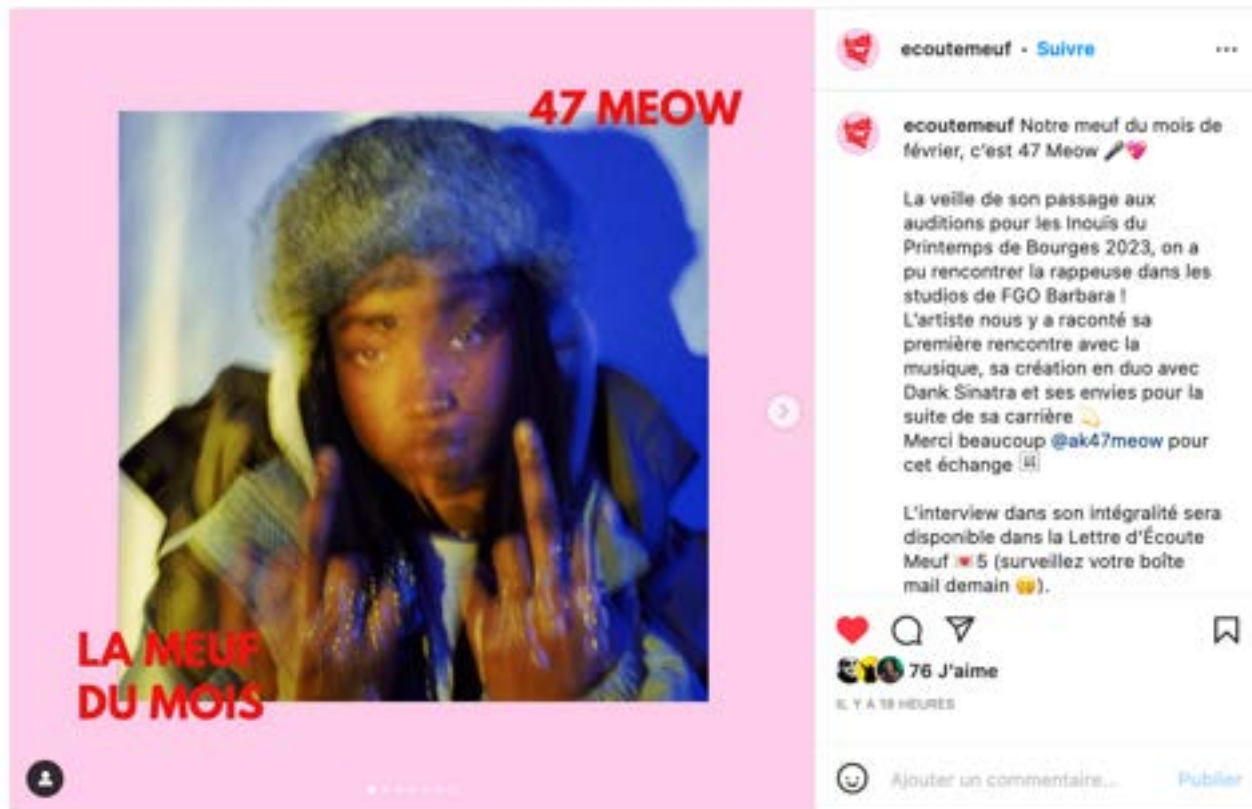 47 MEOW
LA MEUF
DU MOIS
ecoutemeuf • Suivre
ecoutemeuf Notre meuf du mois de
février, c'est 47 Meow 🎤💖
La veille de son passage aux
auditions pour les Inouïs du
Printemps de Bourges 2023, on a
pu rencontrer la rappeuse dans les
studios de FGO Barbara !
L'artiste nous y a raconté sa
première rencontre avec la
musique, sa création en duo avec
Dank Sinatra et ses envies pour la
suite de sa carrière 💫
Merci beaucoup @ak47meow pour
cet échange
L'interview dans son intégralité sera
disponible dans la Lettre d'Écoute
Meuf 💌5 (surveillez votre boîte
mail demain 🤲).
76 J'aime
IL Y A 18 HEURES
Ajouter un commentaire... Publier